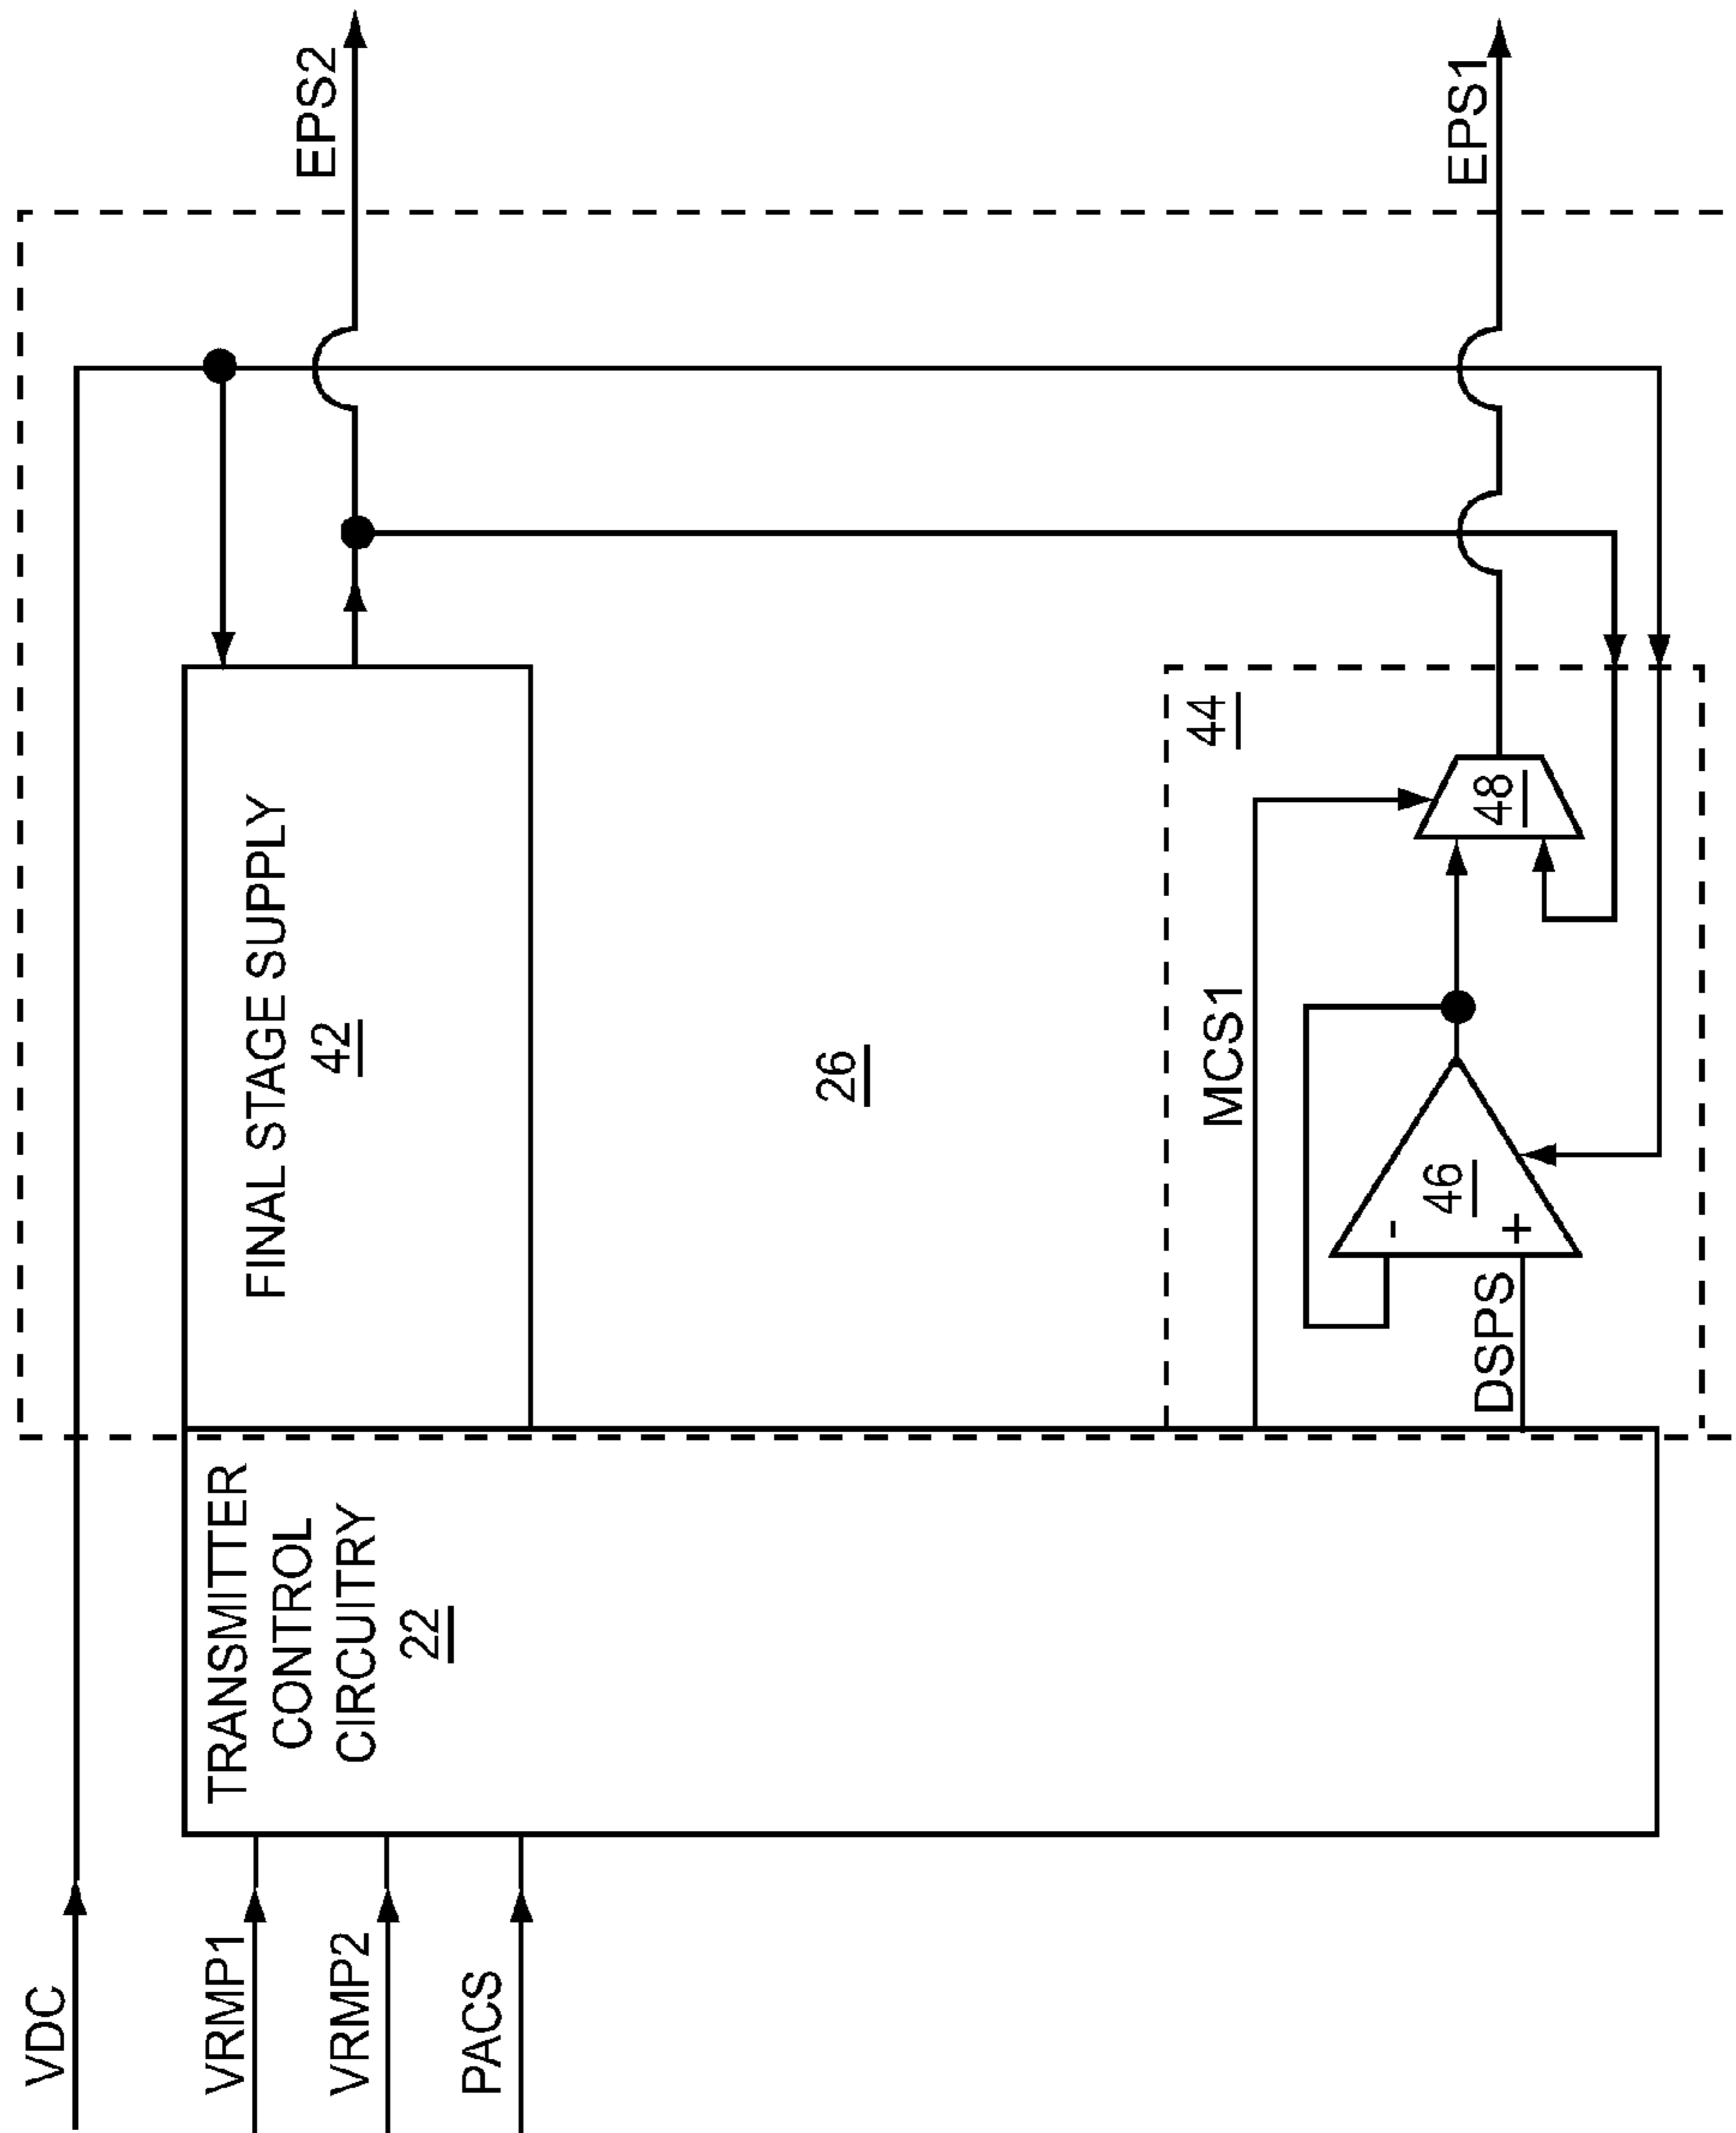 VDC
VRMP1
VRMP2
PACS
TRANSMITTER
CONTROL
CIRCUITRY
22
FINAL STAGE SUPPLY
42
26
44
MCS1
DSPS
-
+
46
48
EPS2
EPS1